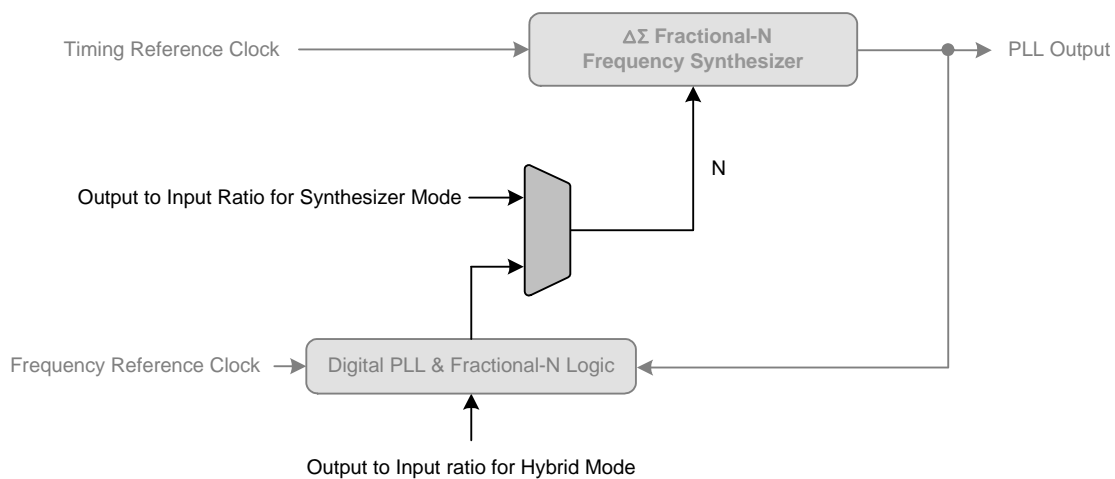 Timing Reference Clock
ΔΣ Fractional-N
Frequency Synthesizer
PLL Output
N
Output to Input Ratio for Synthesizer Mode
Frequency Reference Clock
Digital PLL & Fractional-N Logic
Output to Input ratio for Hybrid Mode